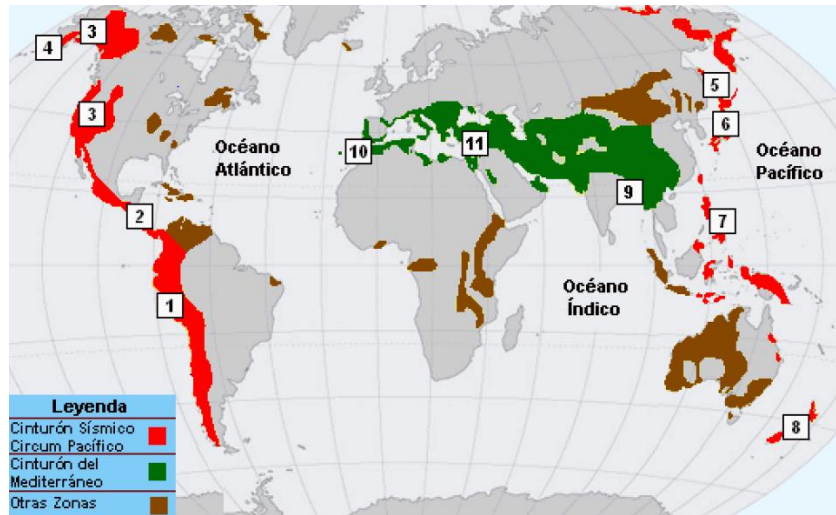 4
3
3
2
1
Océano
Atlántico
10
11
5
6
Océano
Pacífico
9
7
Océano
Índico
8
Leyenda
Cinturón Sísmico
Circum Pacífico
Cinturón del
Mediterráneo
Otras Zonas